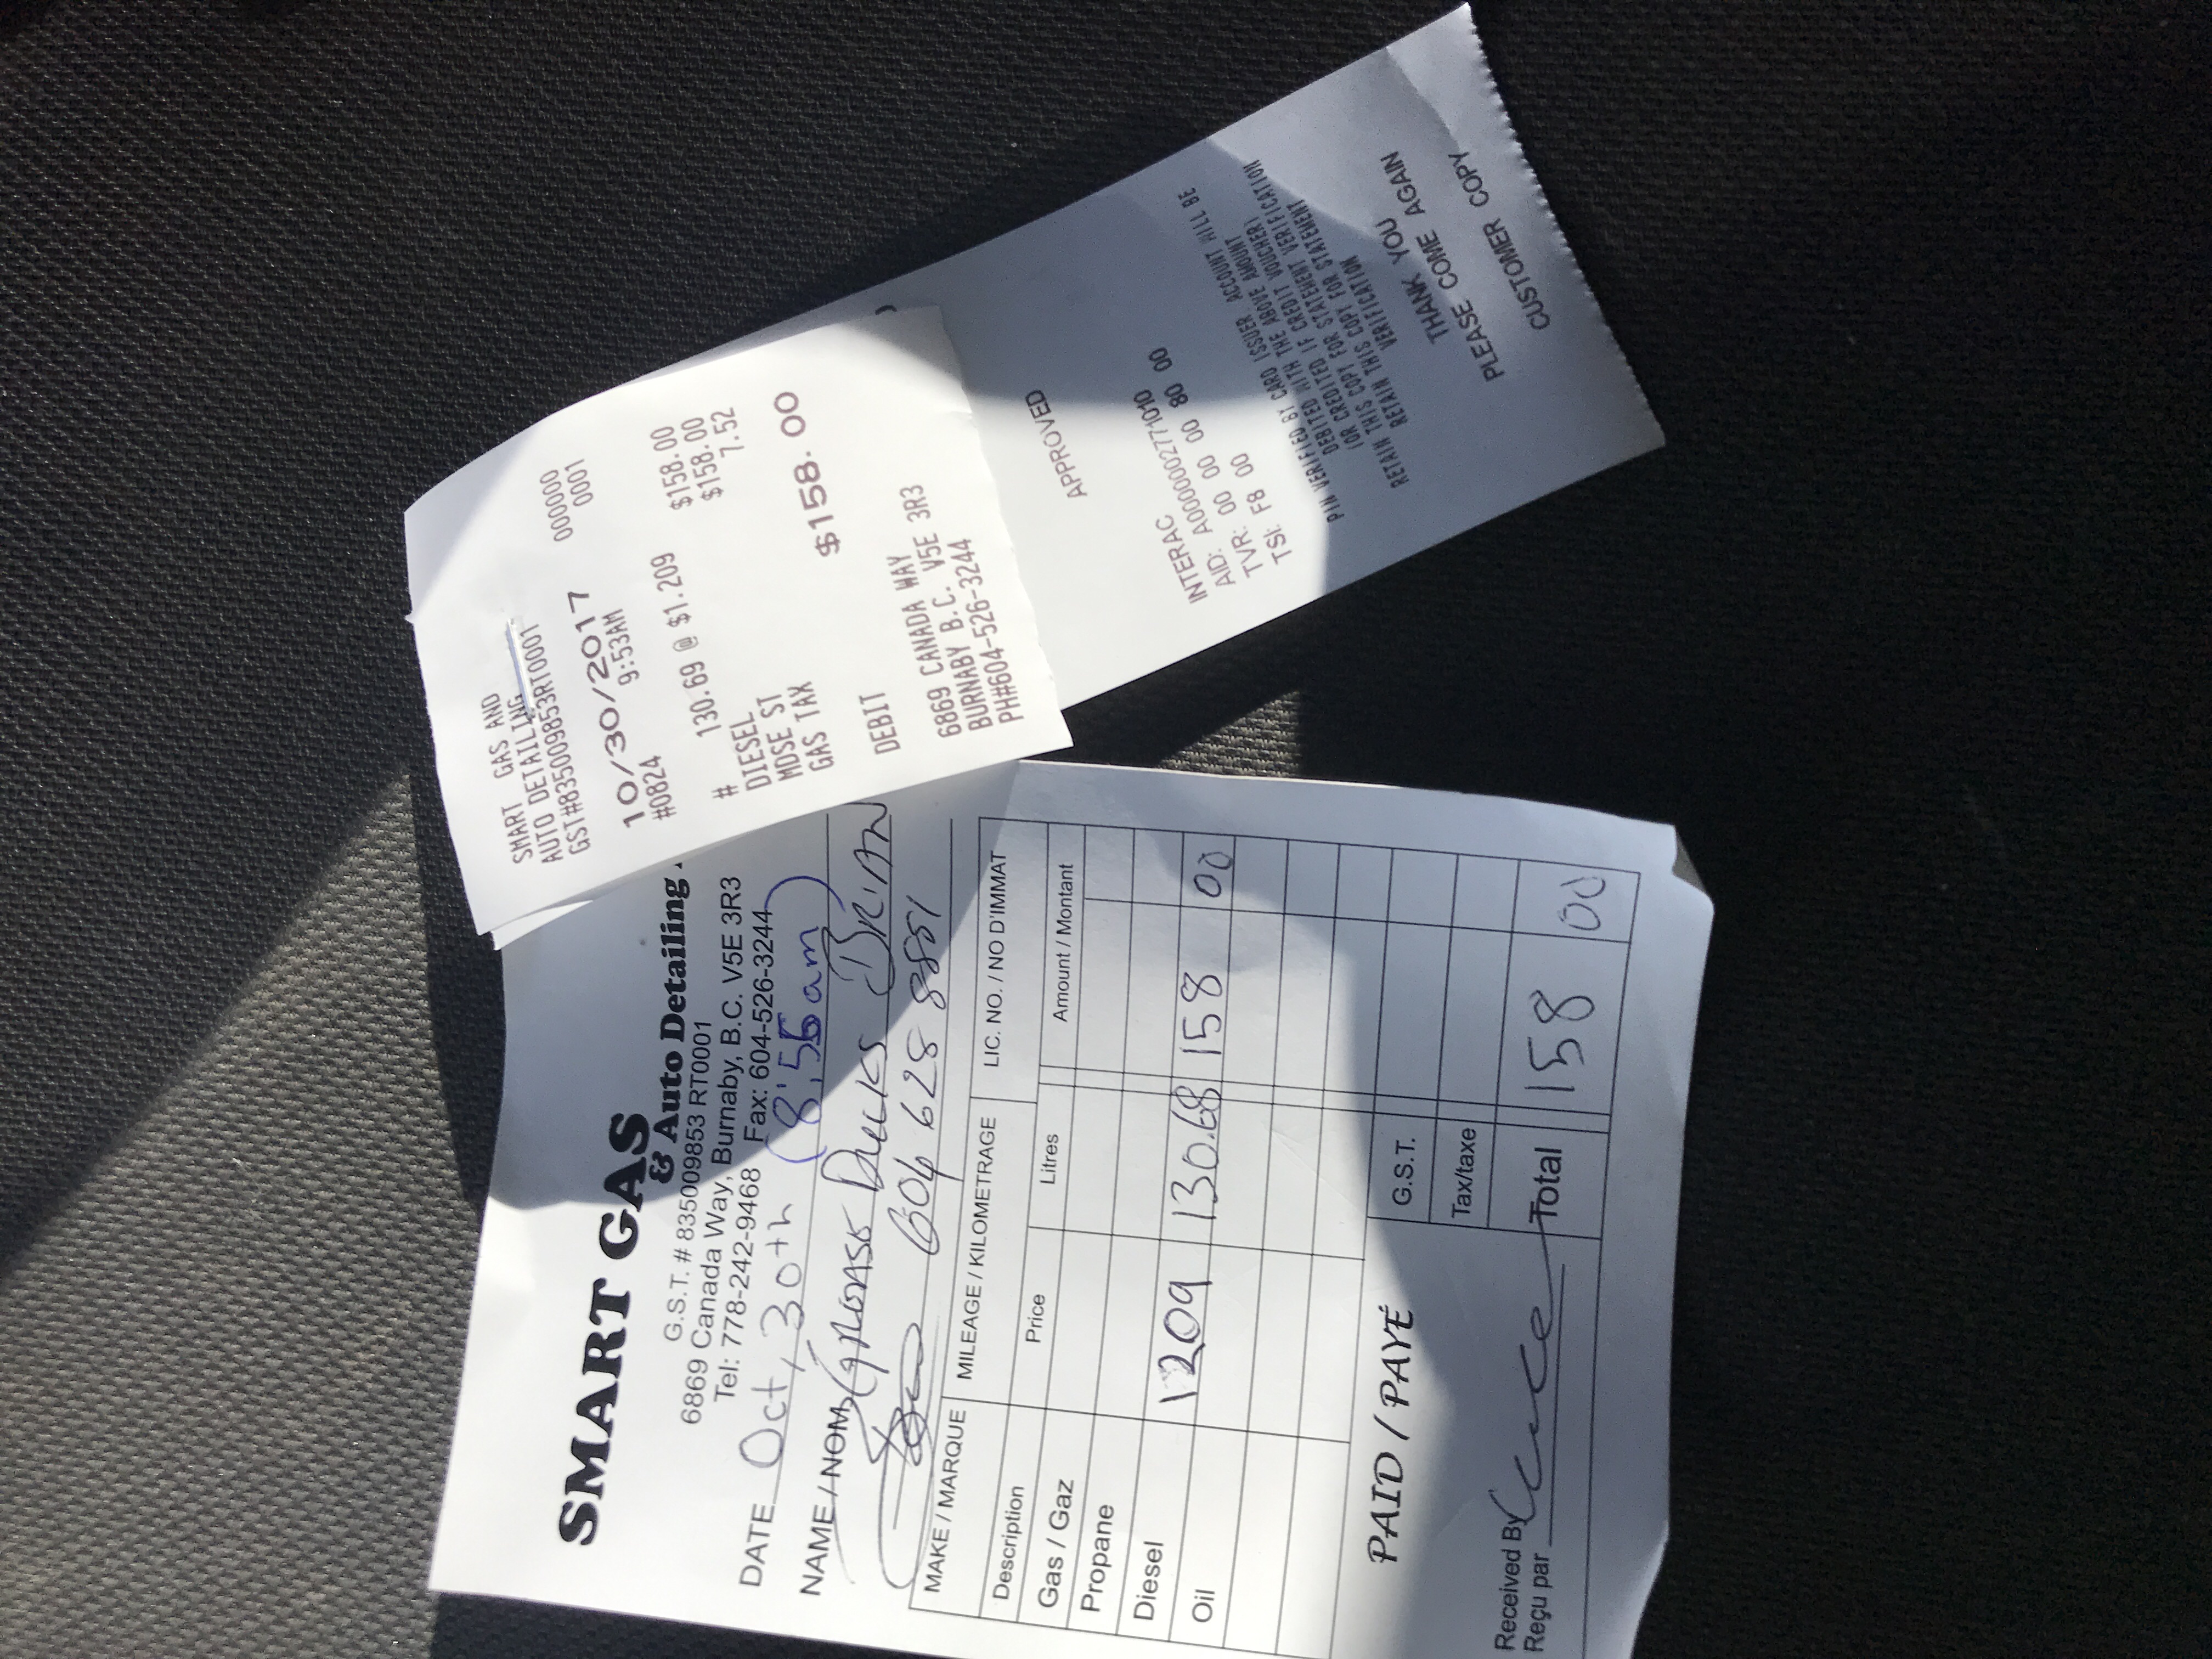 SMART GAS
& Auto Detailing
G.S.T. # 835009853 RT0001
6869 Canada Way, Burnaby, B.C. V5E 3R3
Tel: 778-242-9468 Fax: 604-526-3244
DATE Oct, 30th (8:56am)
NAME / NOM Grease Ducks BRIAN
604 628 8881
MAKE / MARQUE MILEAGE / KILOMETRAGE LIC. NO. / NO D'IMMAT
Description Price Litres Amount / Montant
Gas / Gaz
Propane
Diesel 1209 130.68 158 00
Oil
PAID / PAYÉ
G.S.T.
Tax/taxe
Received By
Reçu par
Total 158 00
SMART GAS AND
AUTO DETAILING
GST#835009853RT0001
10/30/2017 000000
#0824 9:53AM 0001
# 130.69 @ $1.209
DIESEL $158.00
MDSE ST $158.00
GAS TAX 7.52
DEBIT $158.00
6869 CANADA WAY
BURNABY B.C. V5E 3R3
PH#604-526-3244
APPROVED
INTERAC
AID: A0000002771010
TVR: 00 00 00 80 00
TSI: F8 00
PIN VERIFIED BY CARD ISSUER ACCOUNT WILL BE
DEBITED WITH THE ABOVE AMOUNT
(OR CREDITED IF CREDIT VOUCHER)
RETAIN THIS COPY FOR STATEMENT VERIFICATION
RETAIN THIS COPY FOR STATEMENT
VERIFICATION
THANK YOU
PLEASE COME AGAIN
CUSTOMER COPY